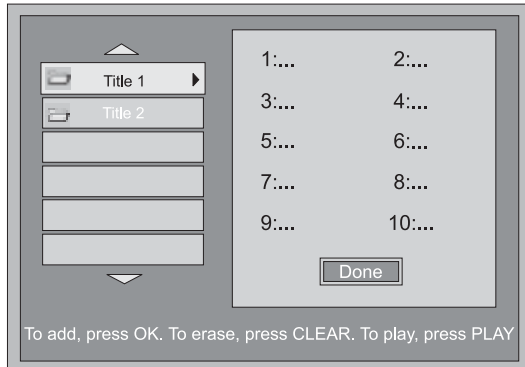 Title 1
Title 2
1:... 2:...
3:... 4:...
5:... 6:...
7:... 8:...
9:... 10:...
Done
To add, press OK. To erase, press CLEAR. To play, press PLAY